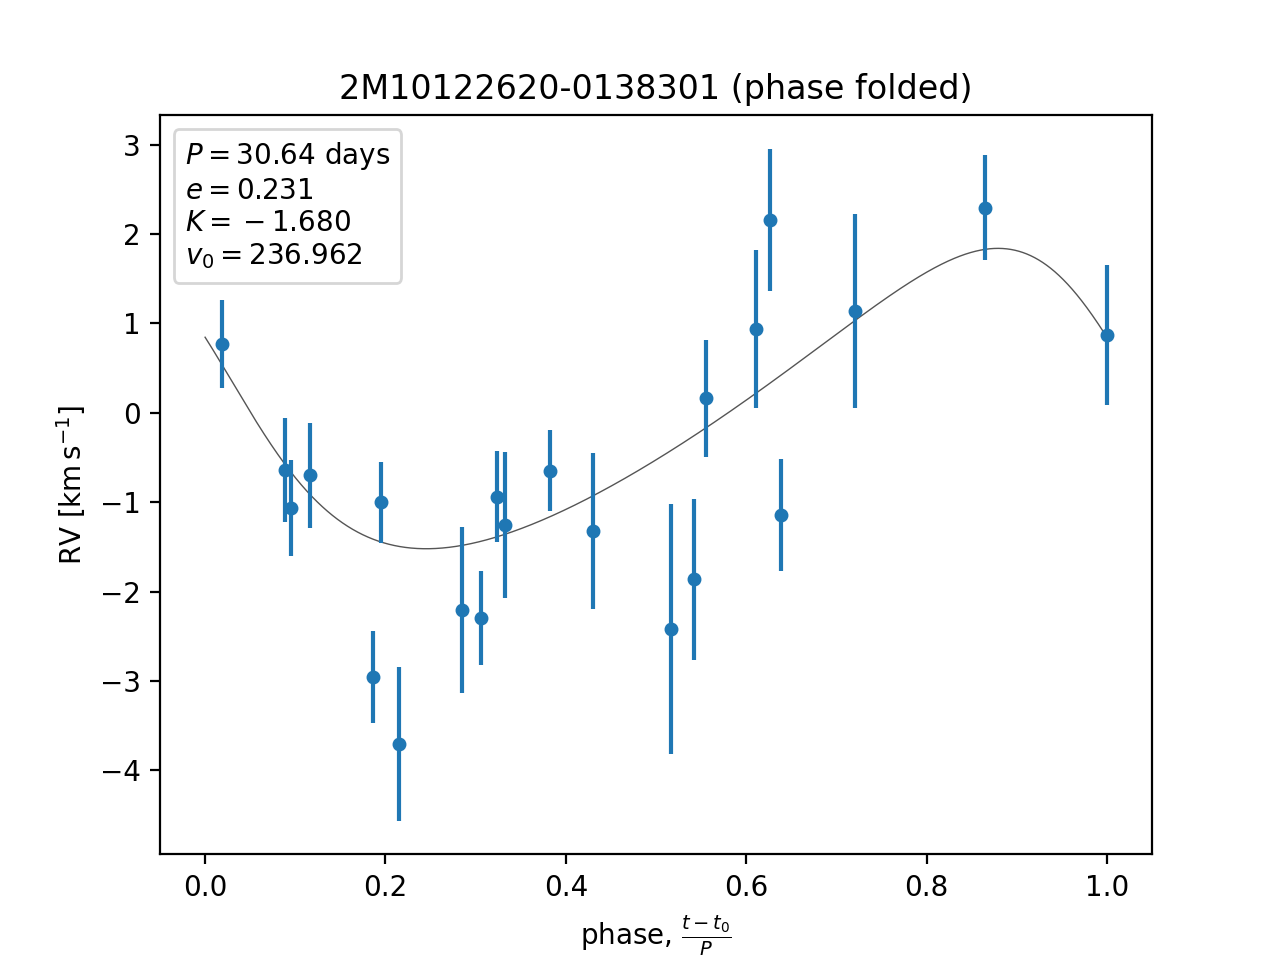 2M10122620-0138301 (phase folded)
P = 30.64 days
e = 0.231
K = −1.680
v₀ = 236.962
3
2
1
0
−1
−2
−3
−4
RV [km s⁻¹]
0.0 0.2 0.4 0.6 0.8 1.0
phase, (t − t₀)/P